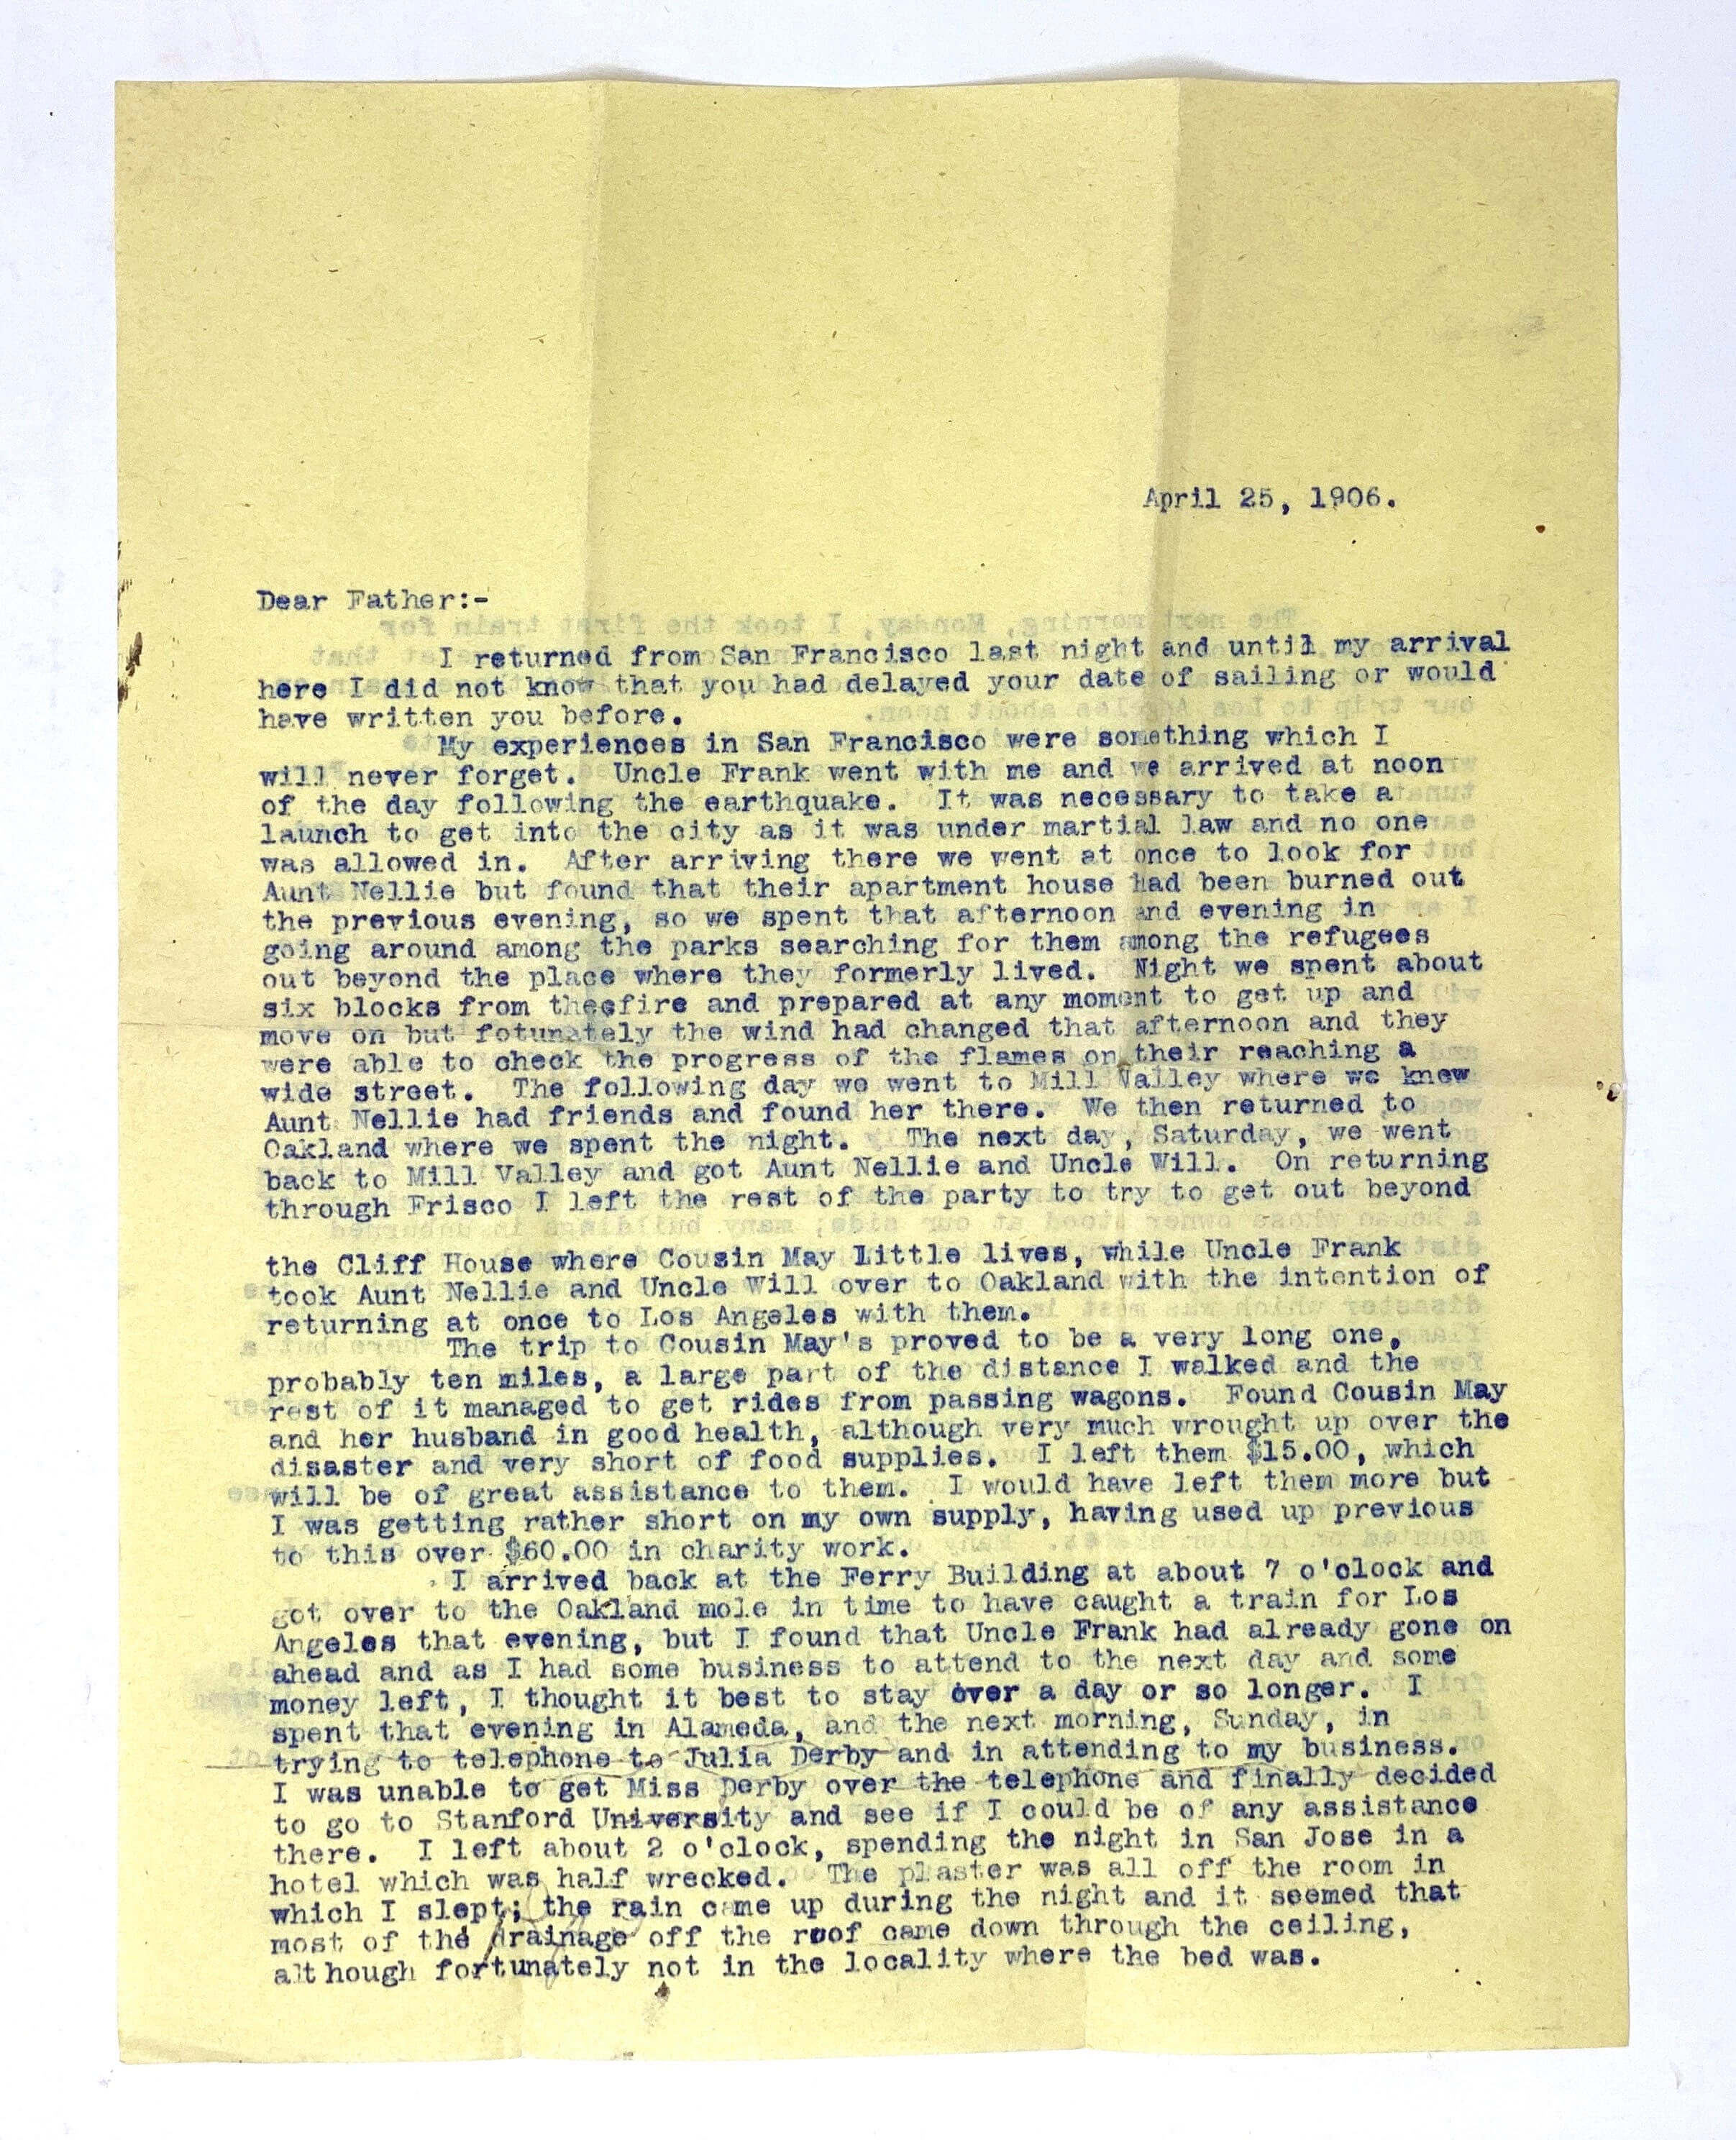 April 25, 1906.
Dear Father:-
I returned from San Francisco last night and until my arrival
here I did not know that you had delayed your date of sailing or would
have written you before.
My experiences in San Francisco were something which I
will never forget. Uncle Frank went with me and we arrived at noon
of the day following the earthquake. It was necessary to take a
launch to get into the city as it was under martial law and no one
was allowed in. After arriving there we went at once to look for
Aunt Nellie but found that their apartment house had been burned out
the previous evening, so we spent that afternoon and evening in
going around among the parks searching for them among the refugees
out beyond the place where they formerly lived. Night we spent about
six blocks from theefire and prepared at any moment to get up and
move on but fotunately the wind had changed that afternoon and they
were able to check the progress of the flames on their reaching a
wide street. The following day we went to Mill Valley where we knew
Aunt Nellie had friends and found her there. We then returned to
Oakland where we spent the night. The next day, Saturday, we went
back to Mill Valley and got Aunt Nellie and Uncle Will. On returning
through Frisco I left the rest of the party to try to get out beyond
the Cliff House where Cousin May Little lives, while Uncle Frank
took Aunt Nellie and Uncle Will over to Oakland with the intention of
returning at once to Los Angeles with them.
The trip to Cousin May's proved to be a very long one,
probably ten miles, a large part of the distance I walked and the
rest of it managed to get rides from passing wagons. Found Cousin May
and her husband in good health, although very much wrought up over the
disaster and very short of food supplies. I left them $15.00, which
will be of great assistance to them. I would have left them more but
I was getting rather short on my own supply, having used up previous
to this over $60.00 in charity work.
I arrived back at the Ferry Building at about 7 o'clock and
got over to the Oakland mole in time to have caught a train for Los
Angeles that evening, but I found that Uncle Frank had already gone on
ahead and as I had some business to attend to the next day and some
money left, I thought it best to stay over a day or so longer. I
spent that evening in Alameda, and the next morning, Sunday, in
trying to telephone to Julia Derby and in attending to my business.
I was unable to get Miss Derby over the telephone and finally decided
to go to Stanford University and see if I could be of any assistance
there. I left about 2 o'clock, spending the night in San Jose in a
hotel which was half wrecked. The plaster was all off the room in
which I slept; the rain came up during the night and it seemed that
most of the drainage off the roof came down through the ceiling,
although fortunately not in the locality where the bed was.